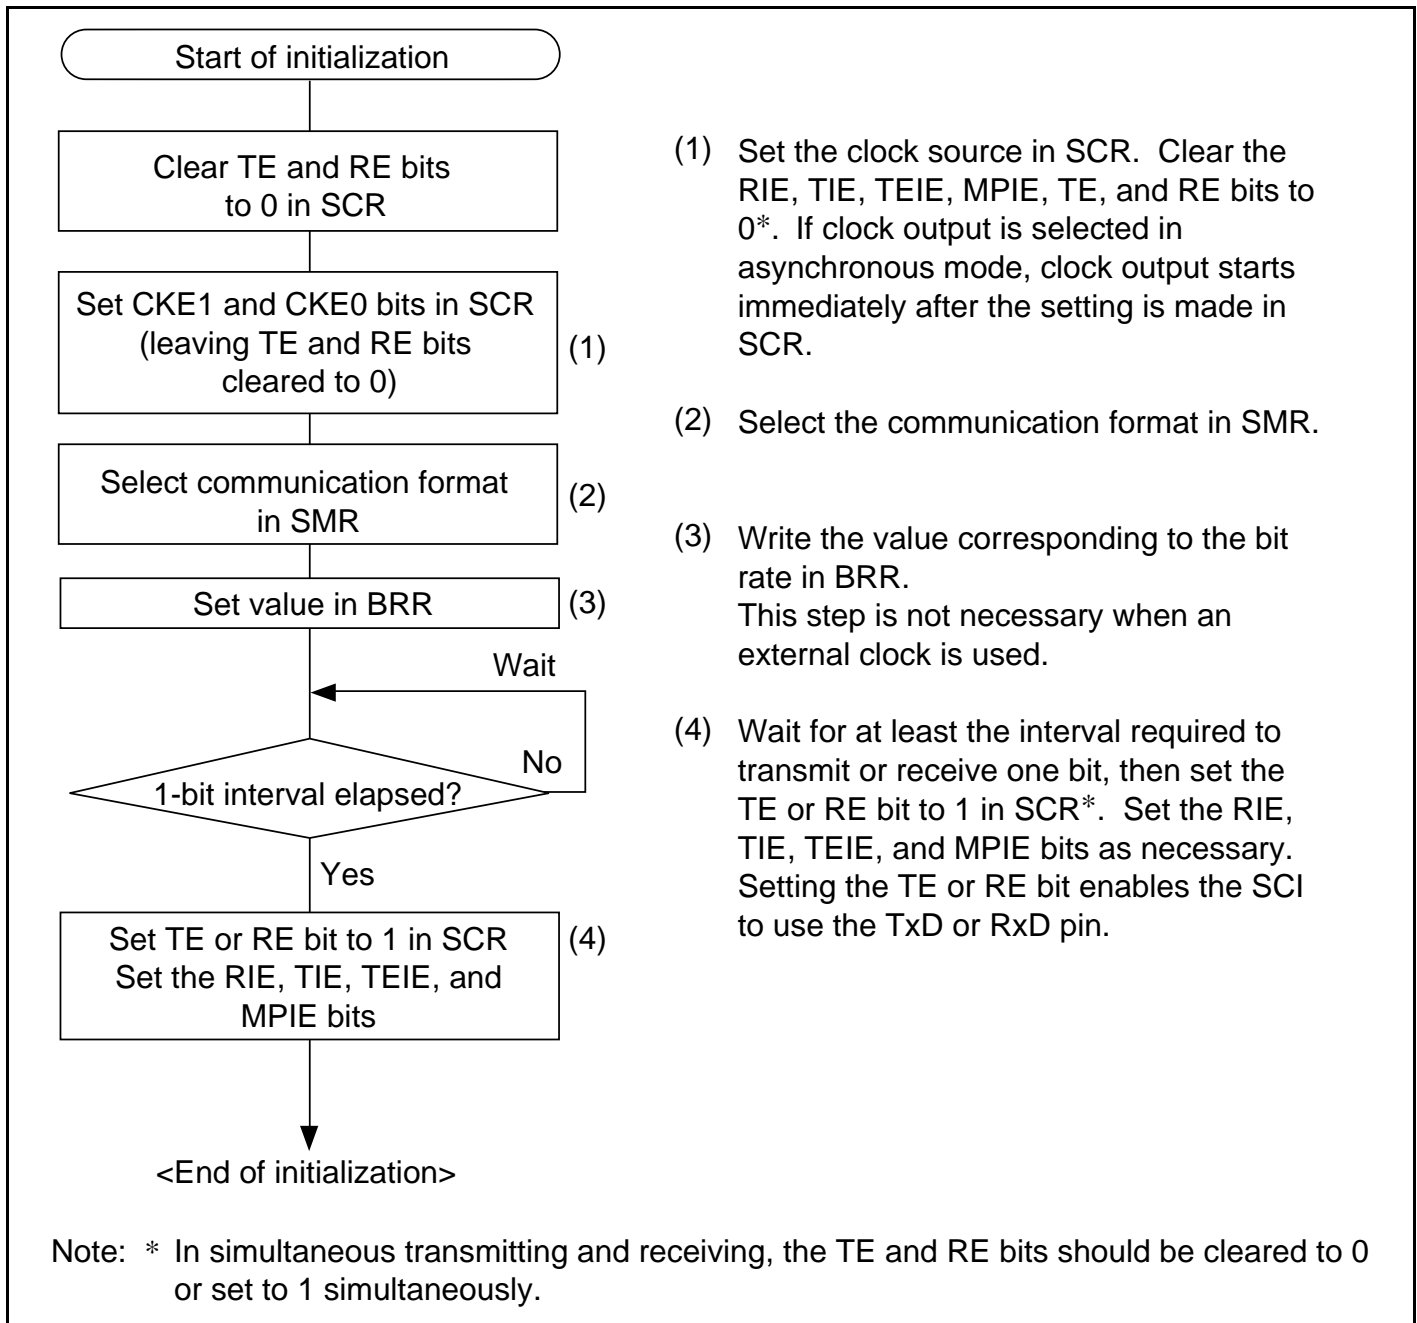 Start of initialization
Clear TE and RE bits
to 0 in SCR
Set CKE1 and CKE0 bits in SCR
(leaving TE and RE bits
cleared to 0)
(1)
Select communication format
in SMR
(2)
Set value in BRR
(3)
Wait
No
1-bit interval elapsed?
Yes
Set TE or RE bit to 1 in SCR
Set the RIE, TIE, TEIE, and
MPIE bits
(4)
<End of initialization>
(1) Set the clock source in SCR. Clear the
RIE, TIE, TEIE, MPIE, TE, and RE bits to
0*. If clock output is selected in
asynchronous mode, clock output starts
immediately after the setting is made in
SCR.
(2) Select the communication format in SMR.
(3) Write the value corresponding to the bit
rate in BRR.
This step is not necessary when an
external clock is used.
(4) Wait for at least the interval required to
transmit or receive one bit, then set the
TE or RE bit to 1 in SCR*. Set the RIE,
TIE, TEIE, and MPIE bits as necessary.
Setting the TE or RE bit enables the SCI
to use the TxD or RxD pin.
Note: * In simultaneous transmitting and receiving, the TE and RE bits should be cleared to 0
or set to 1 simultaneously.